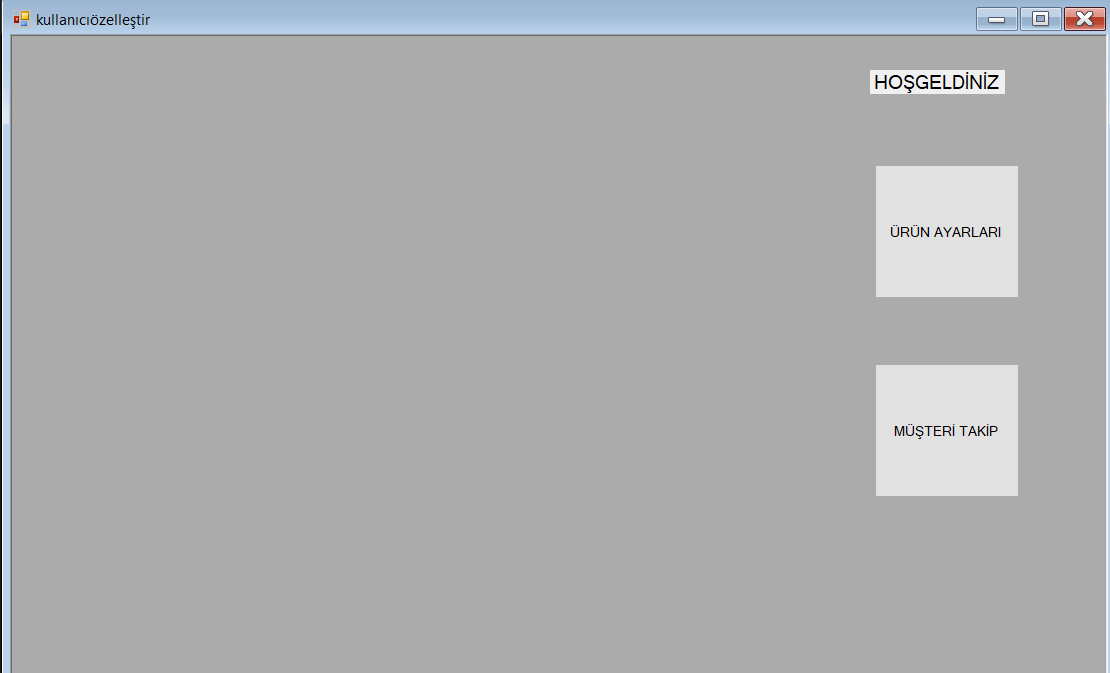 kullanıcıözelleştir
HOŞGELDİNİZ
ÜRÜN AYARLARI
MÜŞTERİ TAKİP